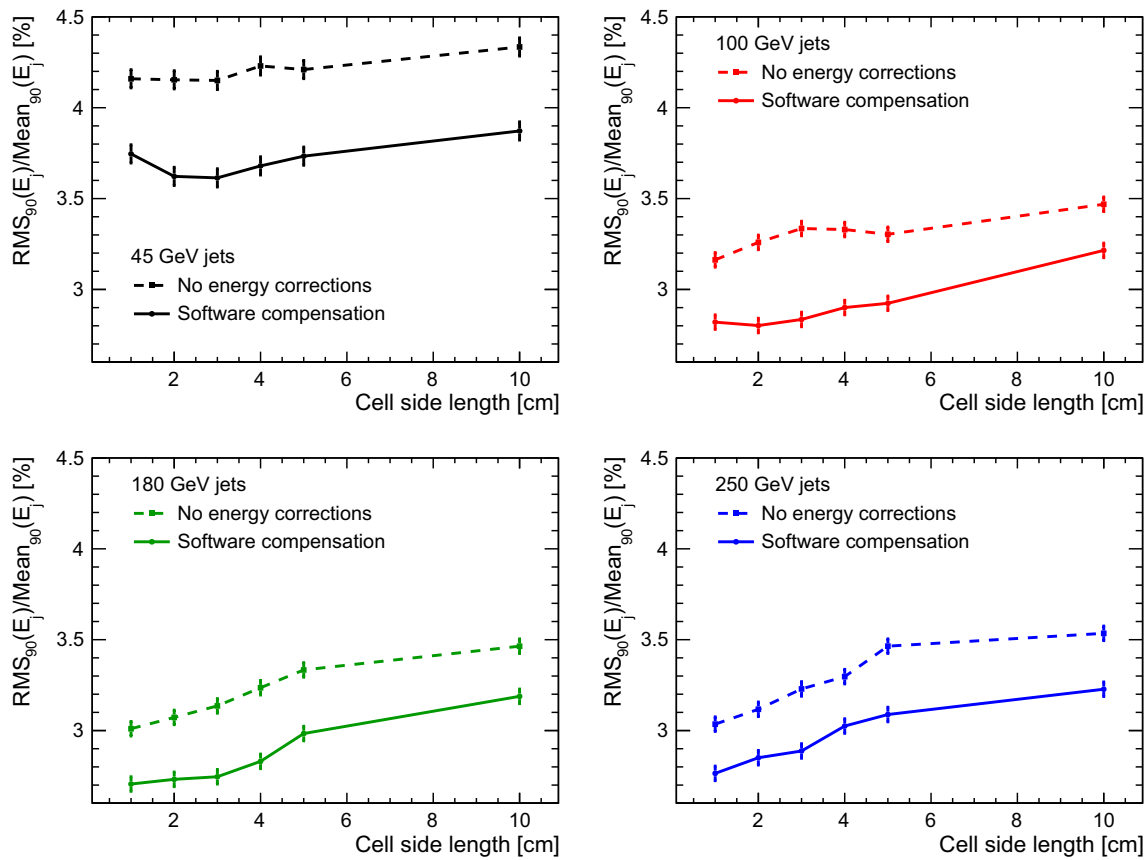 RMS₉₀(Eⱼ)/Mean₉₀(Eⱼ) [%]
4.5
4
3.5
3
45 GeV jets
No energy corrections
Software compensation
2 4 6 8 10
Cell side length [cm]
RMS₉₀(Eⱼ)/Mean₉₀(Eⱼ) [%]
4.5
4
3.5
3
100 GeV jets
No energy corrections
Software compensation
2 4 6 8 10
Cell side length [cm]
RMS₉₀(Eⱼ)/Mean₉₀(Eⱼ) [%]
4.5
4
3.5
3
180 GeV jets
No energy corrections
Software compensation
2 4 6 8 10
Cell side length [cm]
RMS₉₀(Eⱼ)/Mean₉₀(Eⱼ) [%]
4.5
4
3.5
3
250 GeV jets
No energy corrections
Software compensation
2 4 6 8 10
Cell side length [cm]